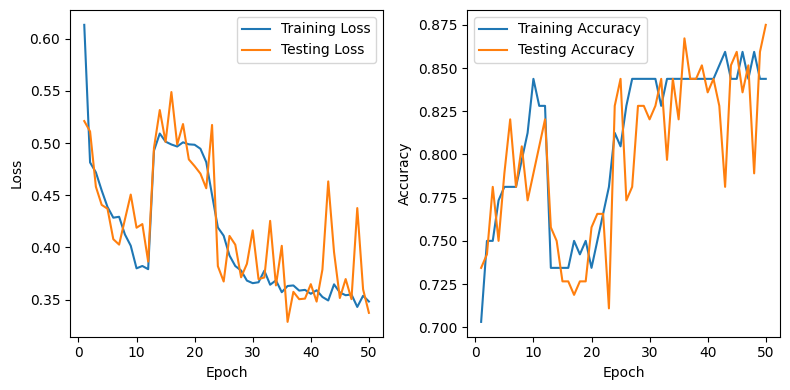 Training Loss
Testing Loss
0.60
0.55
0.50
0.45
0.40
0.35
Loss
0 10 20 30 40 50
Epoch
Training Accuracy
Testing Accuracy
0.875
0.850
0.825
0.800
0.775
0.750
0.725
0.700
Accuracy
0 10 20 30 40 50
Epoch